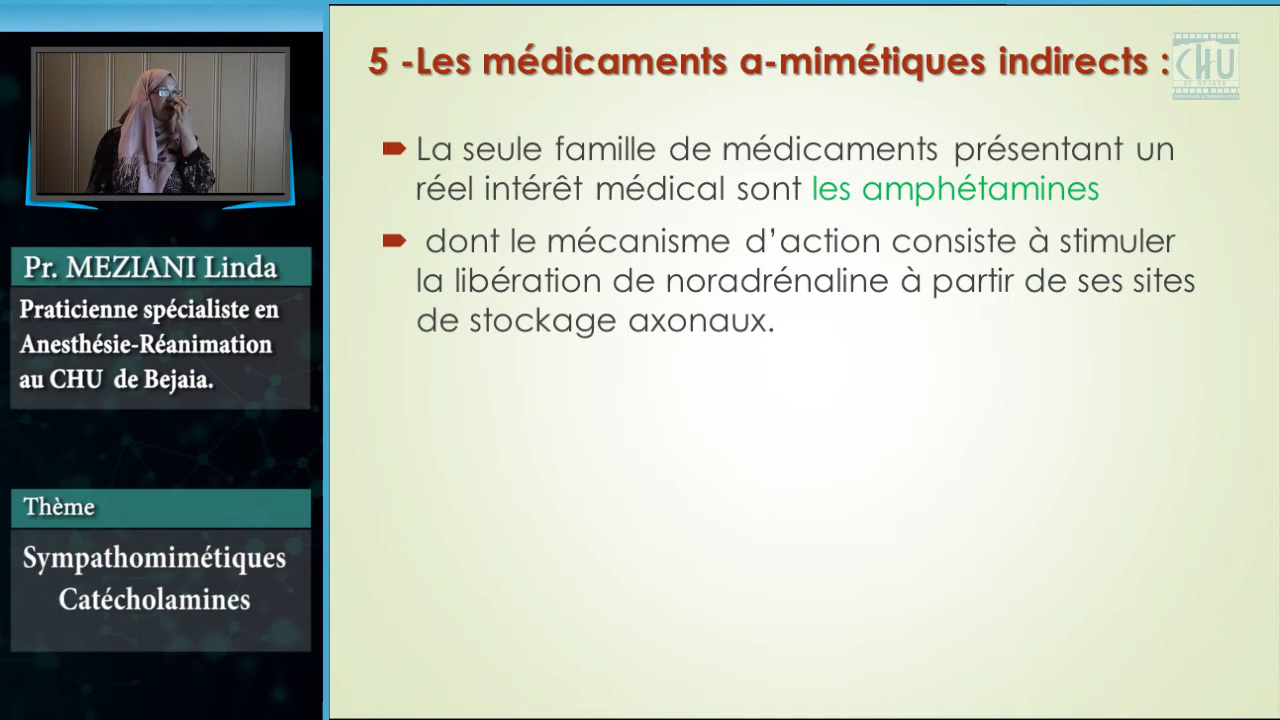 5 -Les médicaments a-mimétiques indirects :
CHU
La seule famille de médicaments présentant un
réel intérêt médical sont les amphétamines
dont le mécanisme d’action consiste à stimuler
la libération de noradrénaline à partir de ses sites
de stockage axonaux.
Pr. MEZIANI Linda
Praticienne spécialiste en
Anesthésie-Réanimation
au CHU de Bejaia.
Thème
Sympathomimétiques
Catécholamines